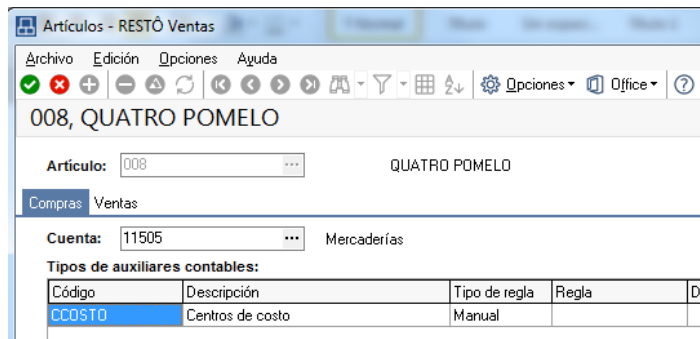 Artículos - RESTÔ Ventas
Archivo Edición Opciones Ayuda
Opciones Office
008, QUATRO POMELO
Artículo: 008 ... QUATRO POMELO
Compras Ventas
Cuenta: 11505 ... Mercaderías
Tipos de auxiliares contables:
Código Descripción Tipo de regla Regla D
CCOSTO Centros de costo Manual